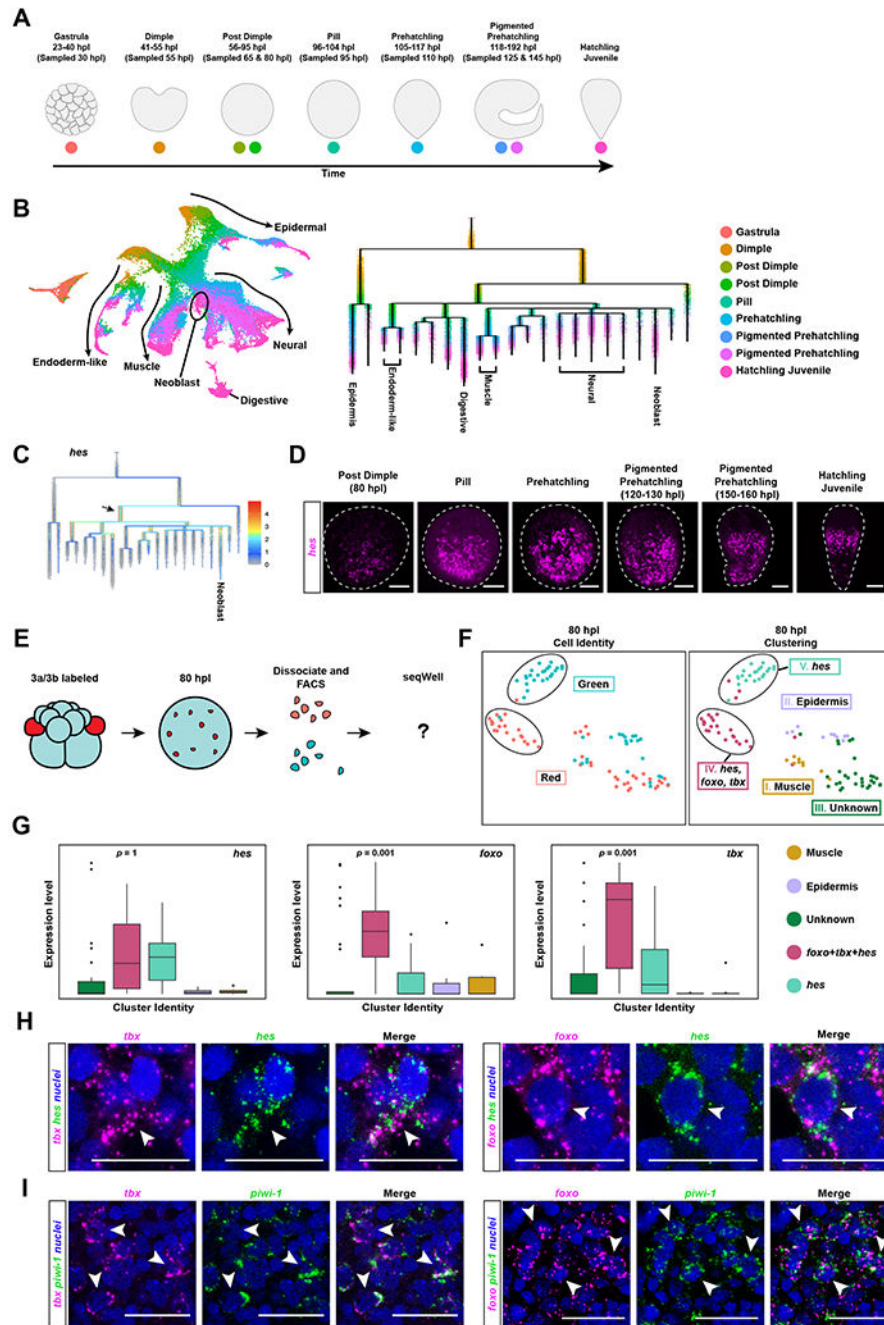 A
Gastrula
23-40 hpl
(Sampled 30 hpl)
Dimple
41-55 hpl
(Sampled 55 hpl)
Post Dimple
56-95 hpl
(Sampled 65 & 80 hpl)
Pill
96-104 hpl
(Sampled 95 hpl)
Prehatchling
105-117 hpl
(Sampled 110 hpl)
Pigmented
Prehatchling
118-192 hpl
(Sampled 125 & 145 hpl)
Hatchling
Juvenile
Time
B
Epidermal
Neural
Endoderm-like
Muscle
Neoblast
Digestive
Epidermis
Endoderm-like
Digestive
Muscle
Neural
Neoblast
Gastrula
Dimple
Post Dimple
Post Dimple
Pill
Prehatchling
Pigmented Prehatchling
Pigmented Prehatchling
Hatchling Juvenile
C
hes
4
3
2
1
0
Neoblast
D
hes
Post Dimple
(80 hpl)
Pill
Prehatchling
Pigmented
Prehatchling
(120-130 hpl)
Pigmented
Prehatchling
(150-160 hpl)
Hatchling
Juvenile
E
3a/3b labeled
80 hpl
Dissociate and
FACS
seqWell
?
F
80 hpl
Cell Identity
Green
Red
80 hpl
Clustering
V. hes
II. Epidermis
IV. hes,
foxo, tbx
I. Muscle
III. Unknown
G
Expression level
p = 1
hes
Cluster Identity
Expression level
p = 0.001
foxo
Cluster Identity
Expression level
p = 0.001
tbx
Cluster Identity
Muscle
Epidermis
Unknown
foxo+tbx+hes
hes
H
tbx hes nuclei
tbx
hes
Merge
foxo hes nuclei
foxo
hes
Merge
I
tbx piwi-1 nuclei
tbx
piwi-1
Merge
foxo piwi-1 nuclei
foxo
piwi-1
Merge